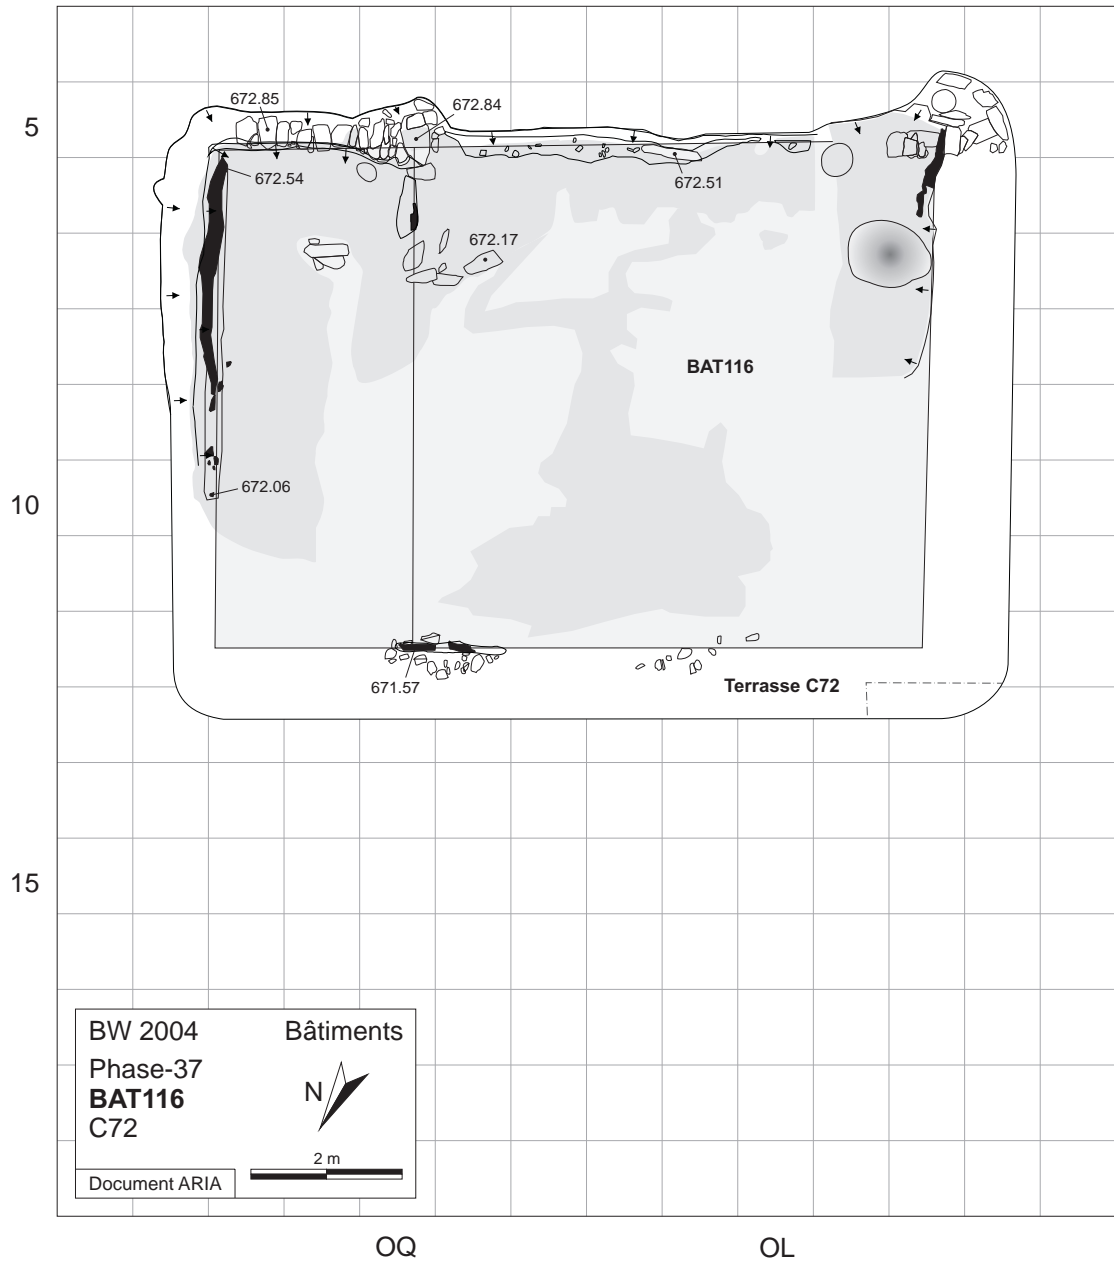 5
672.85
672.84
672.54
672.51
672.17
BAT116
672.06
10
671.57
Terrasse C72
15
BW 2004 Bâtiments
Phase-37
BAT116
C72
N
2 m
Document ARIA
OQ OL